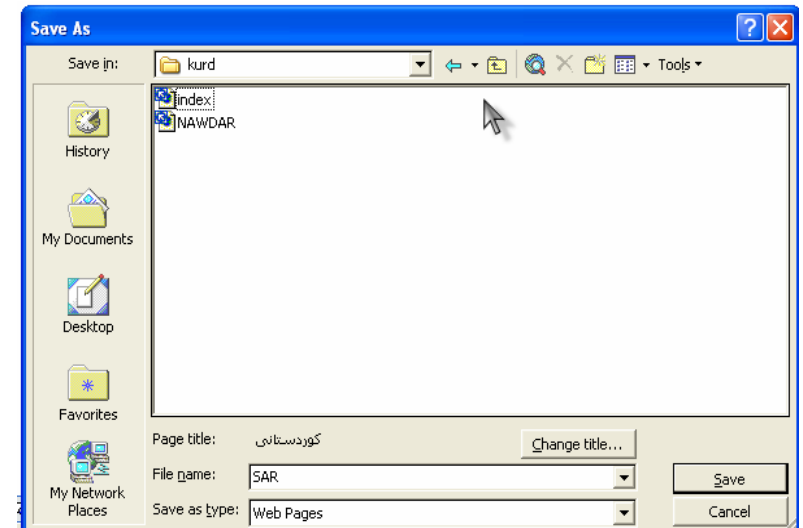 Save As
Save in:
kurd
Tools
index
NAWDAR
History
My Documents
Desktop
Favorites
My Network
Places
Page title:
كوردستانى
Change title...
File name:
SAR
Save
Save as type:
Web Pages
Cancel